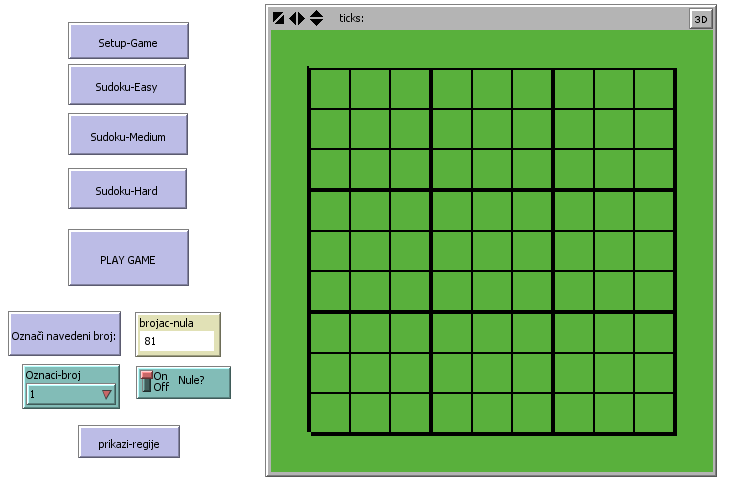 Setup-Game
Sudoku-Easy
Sudoku-Medium
Sudoku-Hard
PLAY GAME
Označi navedeni broj:
brojac-nula
81
Oznaci-broj
1
On
Off
Nule?
prikazi-regije
ticks:
3D